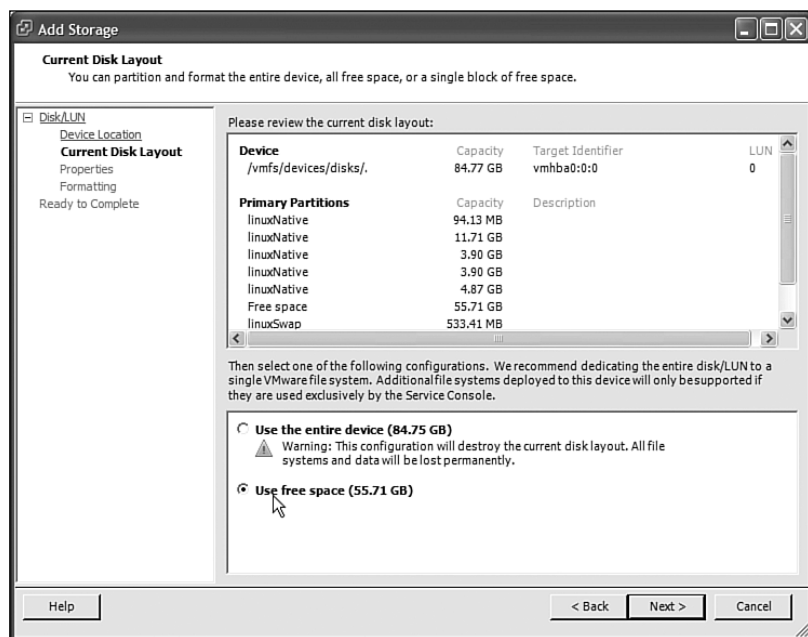 Add Storage
Current Disk Layout
You can partition and format the entire device, all free space, or a single block of free space.
Disk/LUN
Device Location
Current Disk Layout
Properties
Formatting
Ready to Complete
Please review the current disk layout:
Device Capacity Target Identifier LUN
/vmfs/devices/disks/. 84.77 GB vmhba0:0:0 0
Primary Partitions Capacity Description
linuxNative 94.13 MB
linuxNative 11.71 GB
linuxNative 3.90 GB
linuxNative 3.90 GB
linuxNative 4.87 GB
Free space 55.71 GB
linuxSwap 533.41 MB
Then select one of the following configurations. We recommend dedicating the entire disk/LUN to a
single VMware file system. Additional file systems deployed to this device will only be supported if
they are used exclusively by the Service Console.
Use the entire device (84.75 GB)
Warning: This configuration will destroy the current disk layout. All file
systems and data will be lost permanently.
Use free space (55.71 GB)
Help < Back Next > Cancel